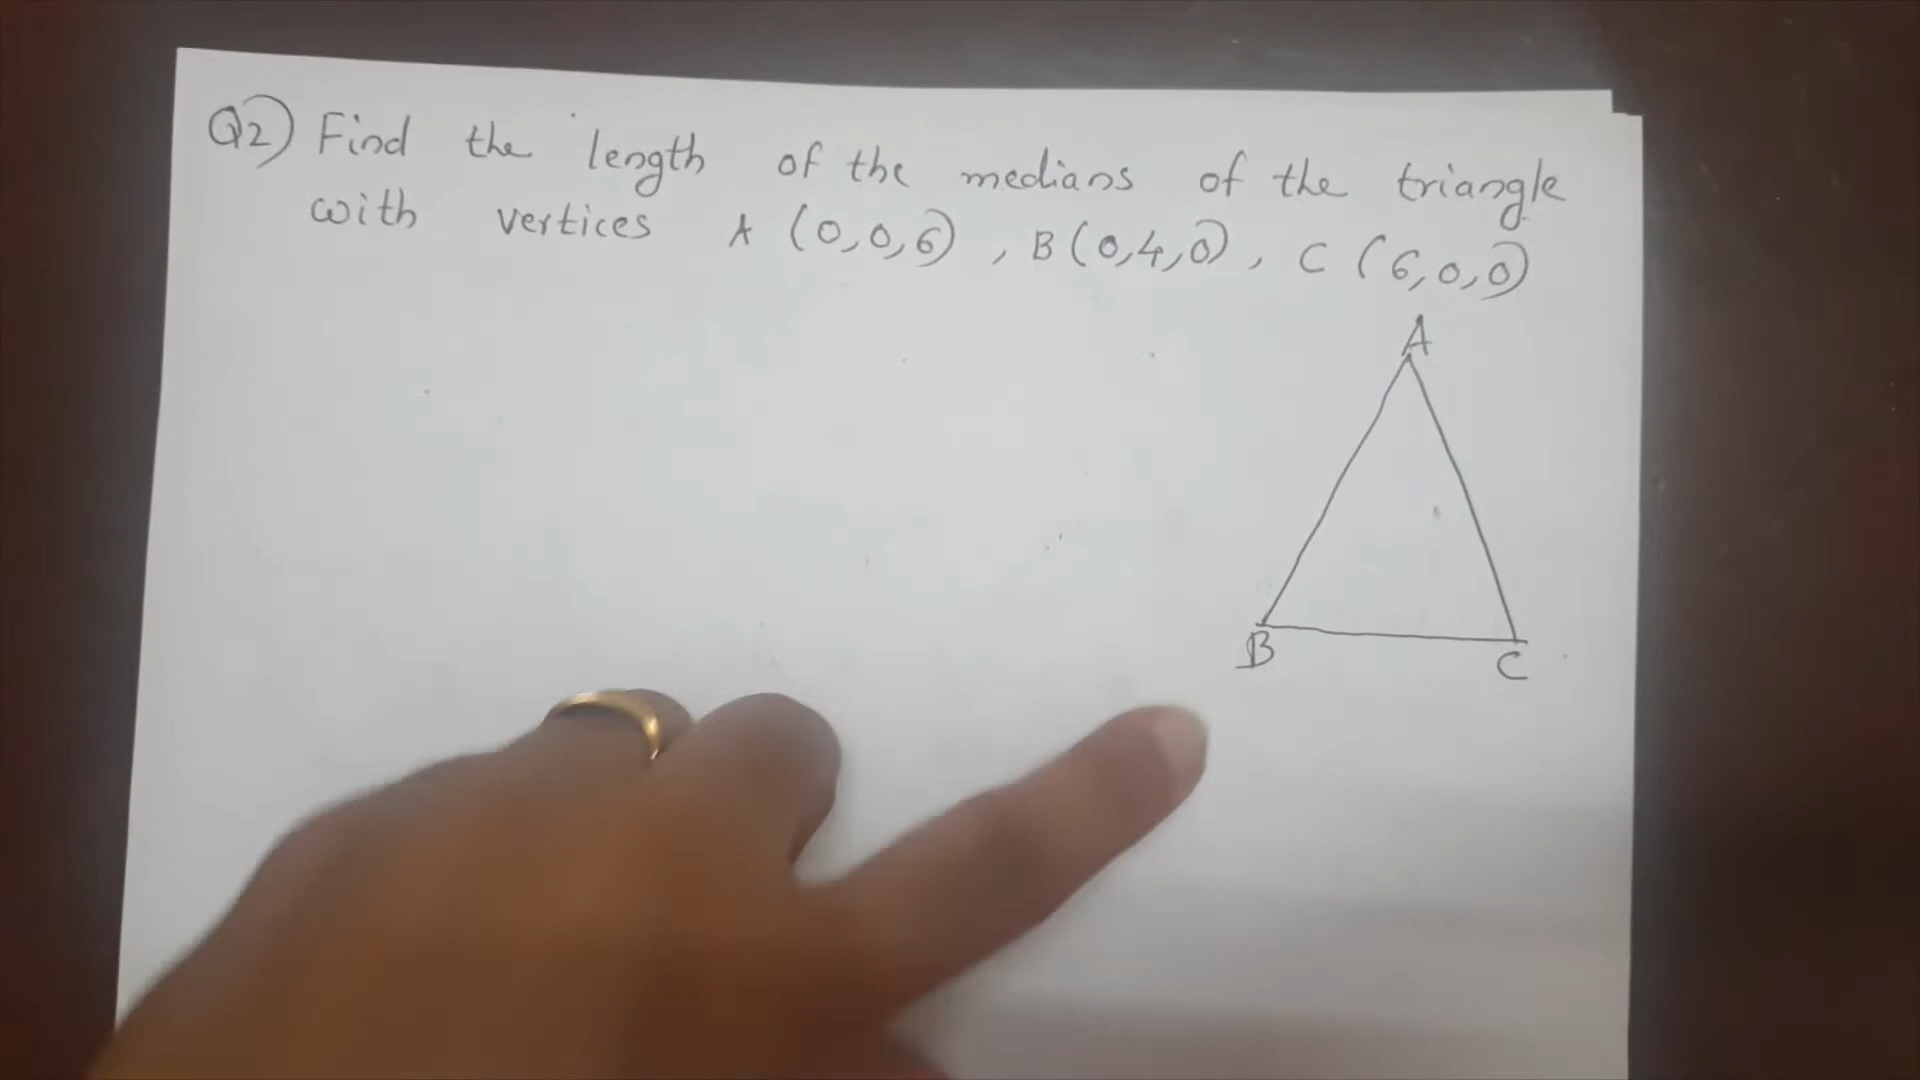 Q2) Find the length of the medians of the triangle
with vertices A (0,0,6) , B (0,4,0) , C (6,0,0)
A
B C